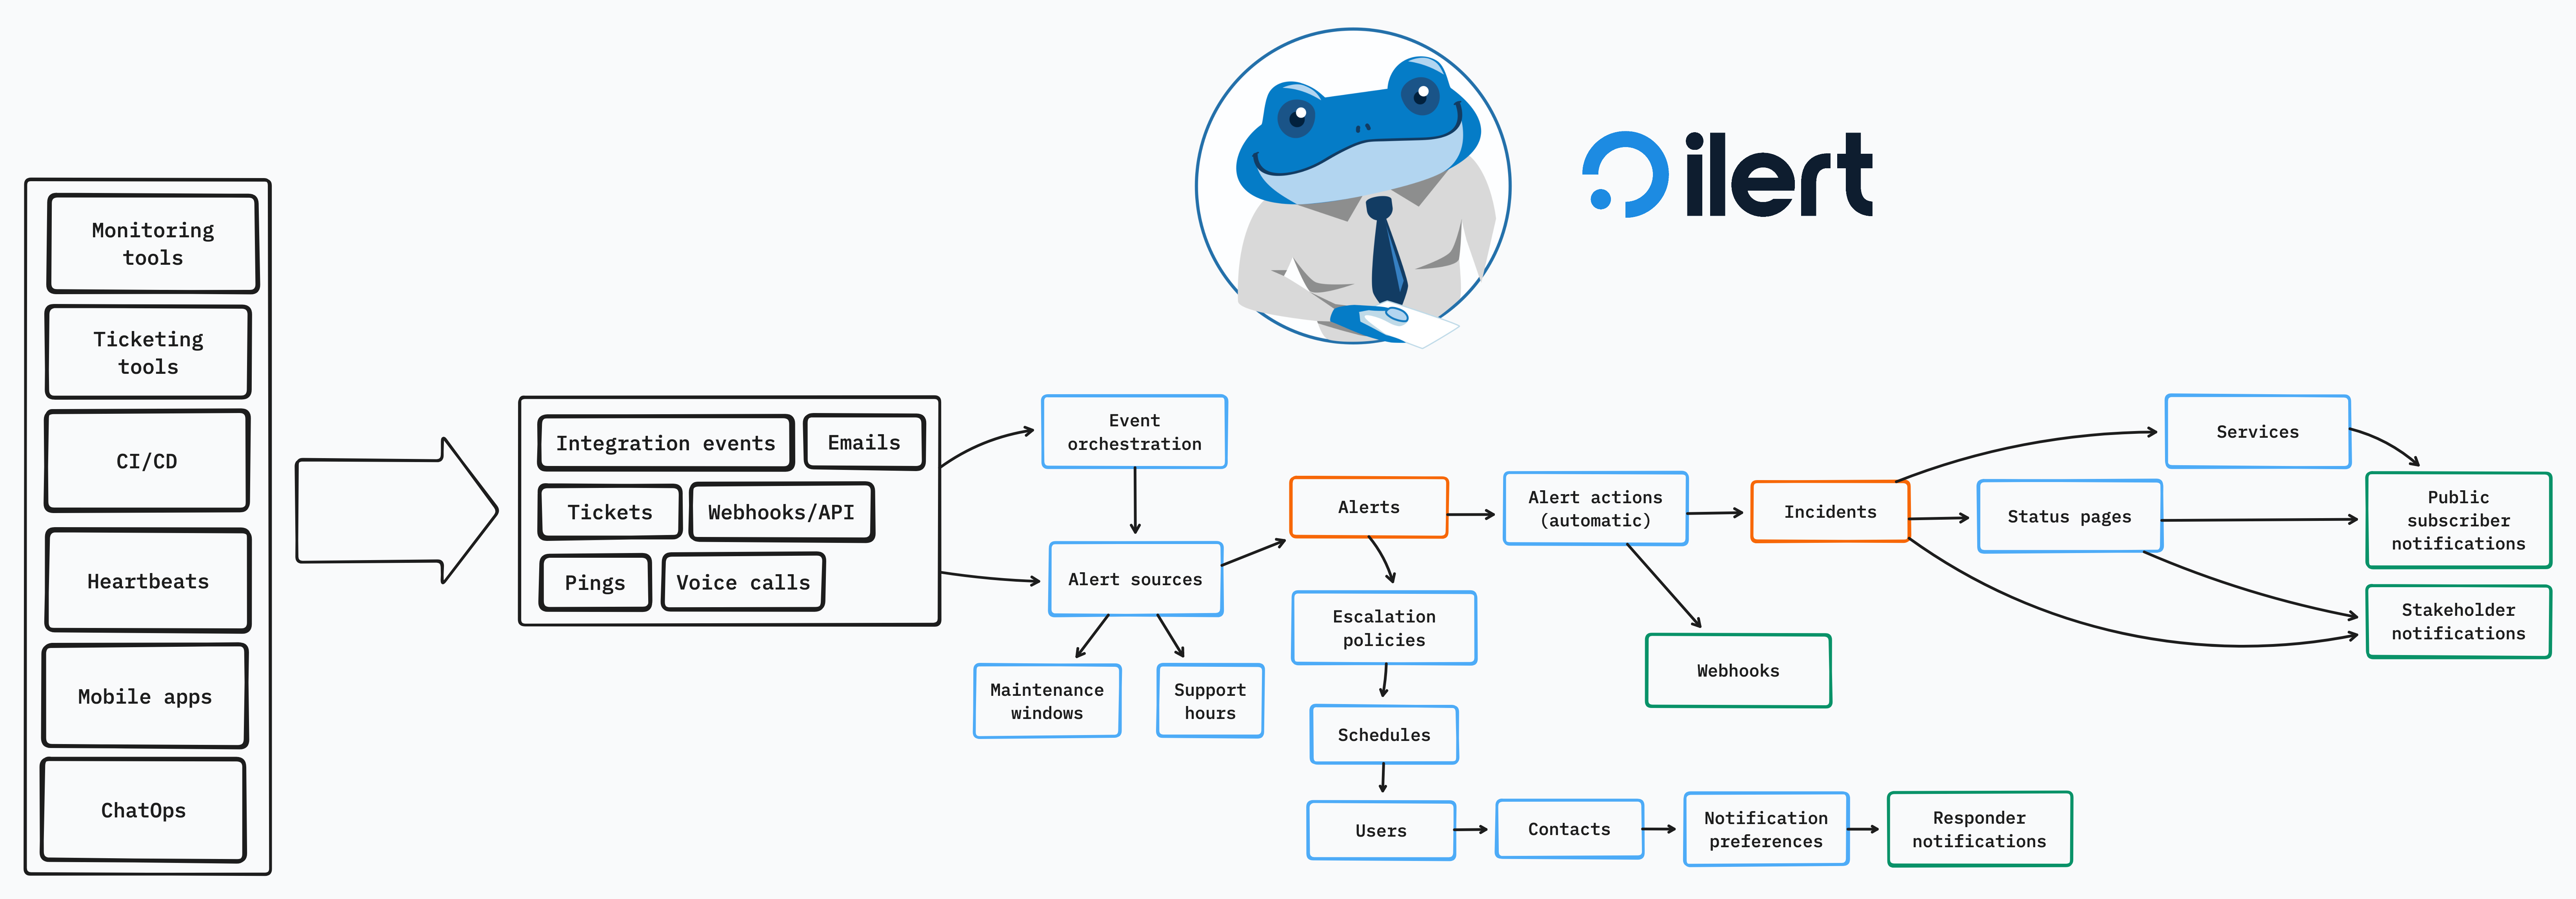 ilert
Monitoring
tools
Ticketing
tools
CI/CD
Heartbeats
Mobile apps
ChatOps
Integration events
Emails
Tickets
Webhooks/API
Pings
Voice calls
Event
orchestration
Alert sources
Maintenance
windows
Support
hours
Alerts
Escalation
policies
Schedules
Users
Contacts
Notification
preferences
Responder
notifications
Alert actions
(automatic)
Webhooks
Incidents
Services
Status pages
Public
subscriber
notifications
Stakeholder
notifications